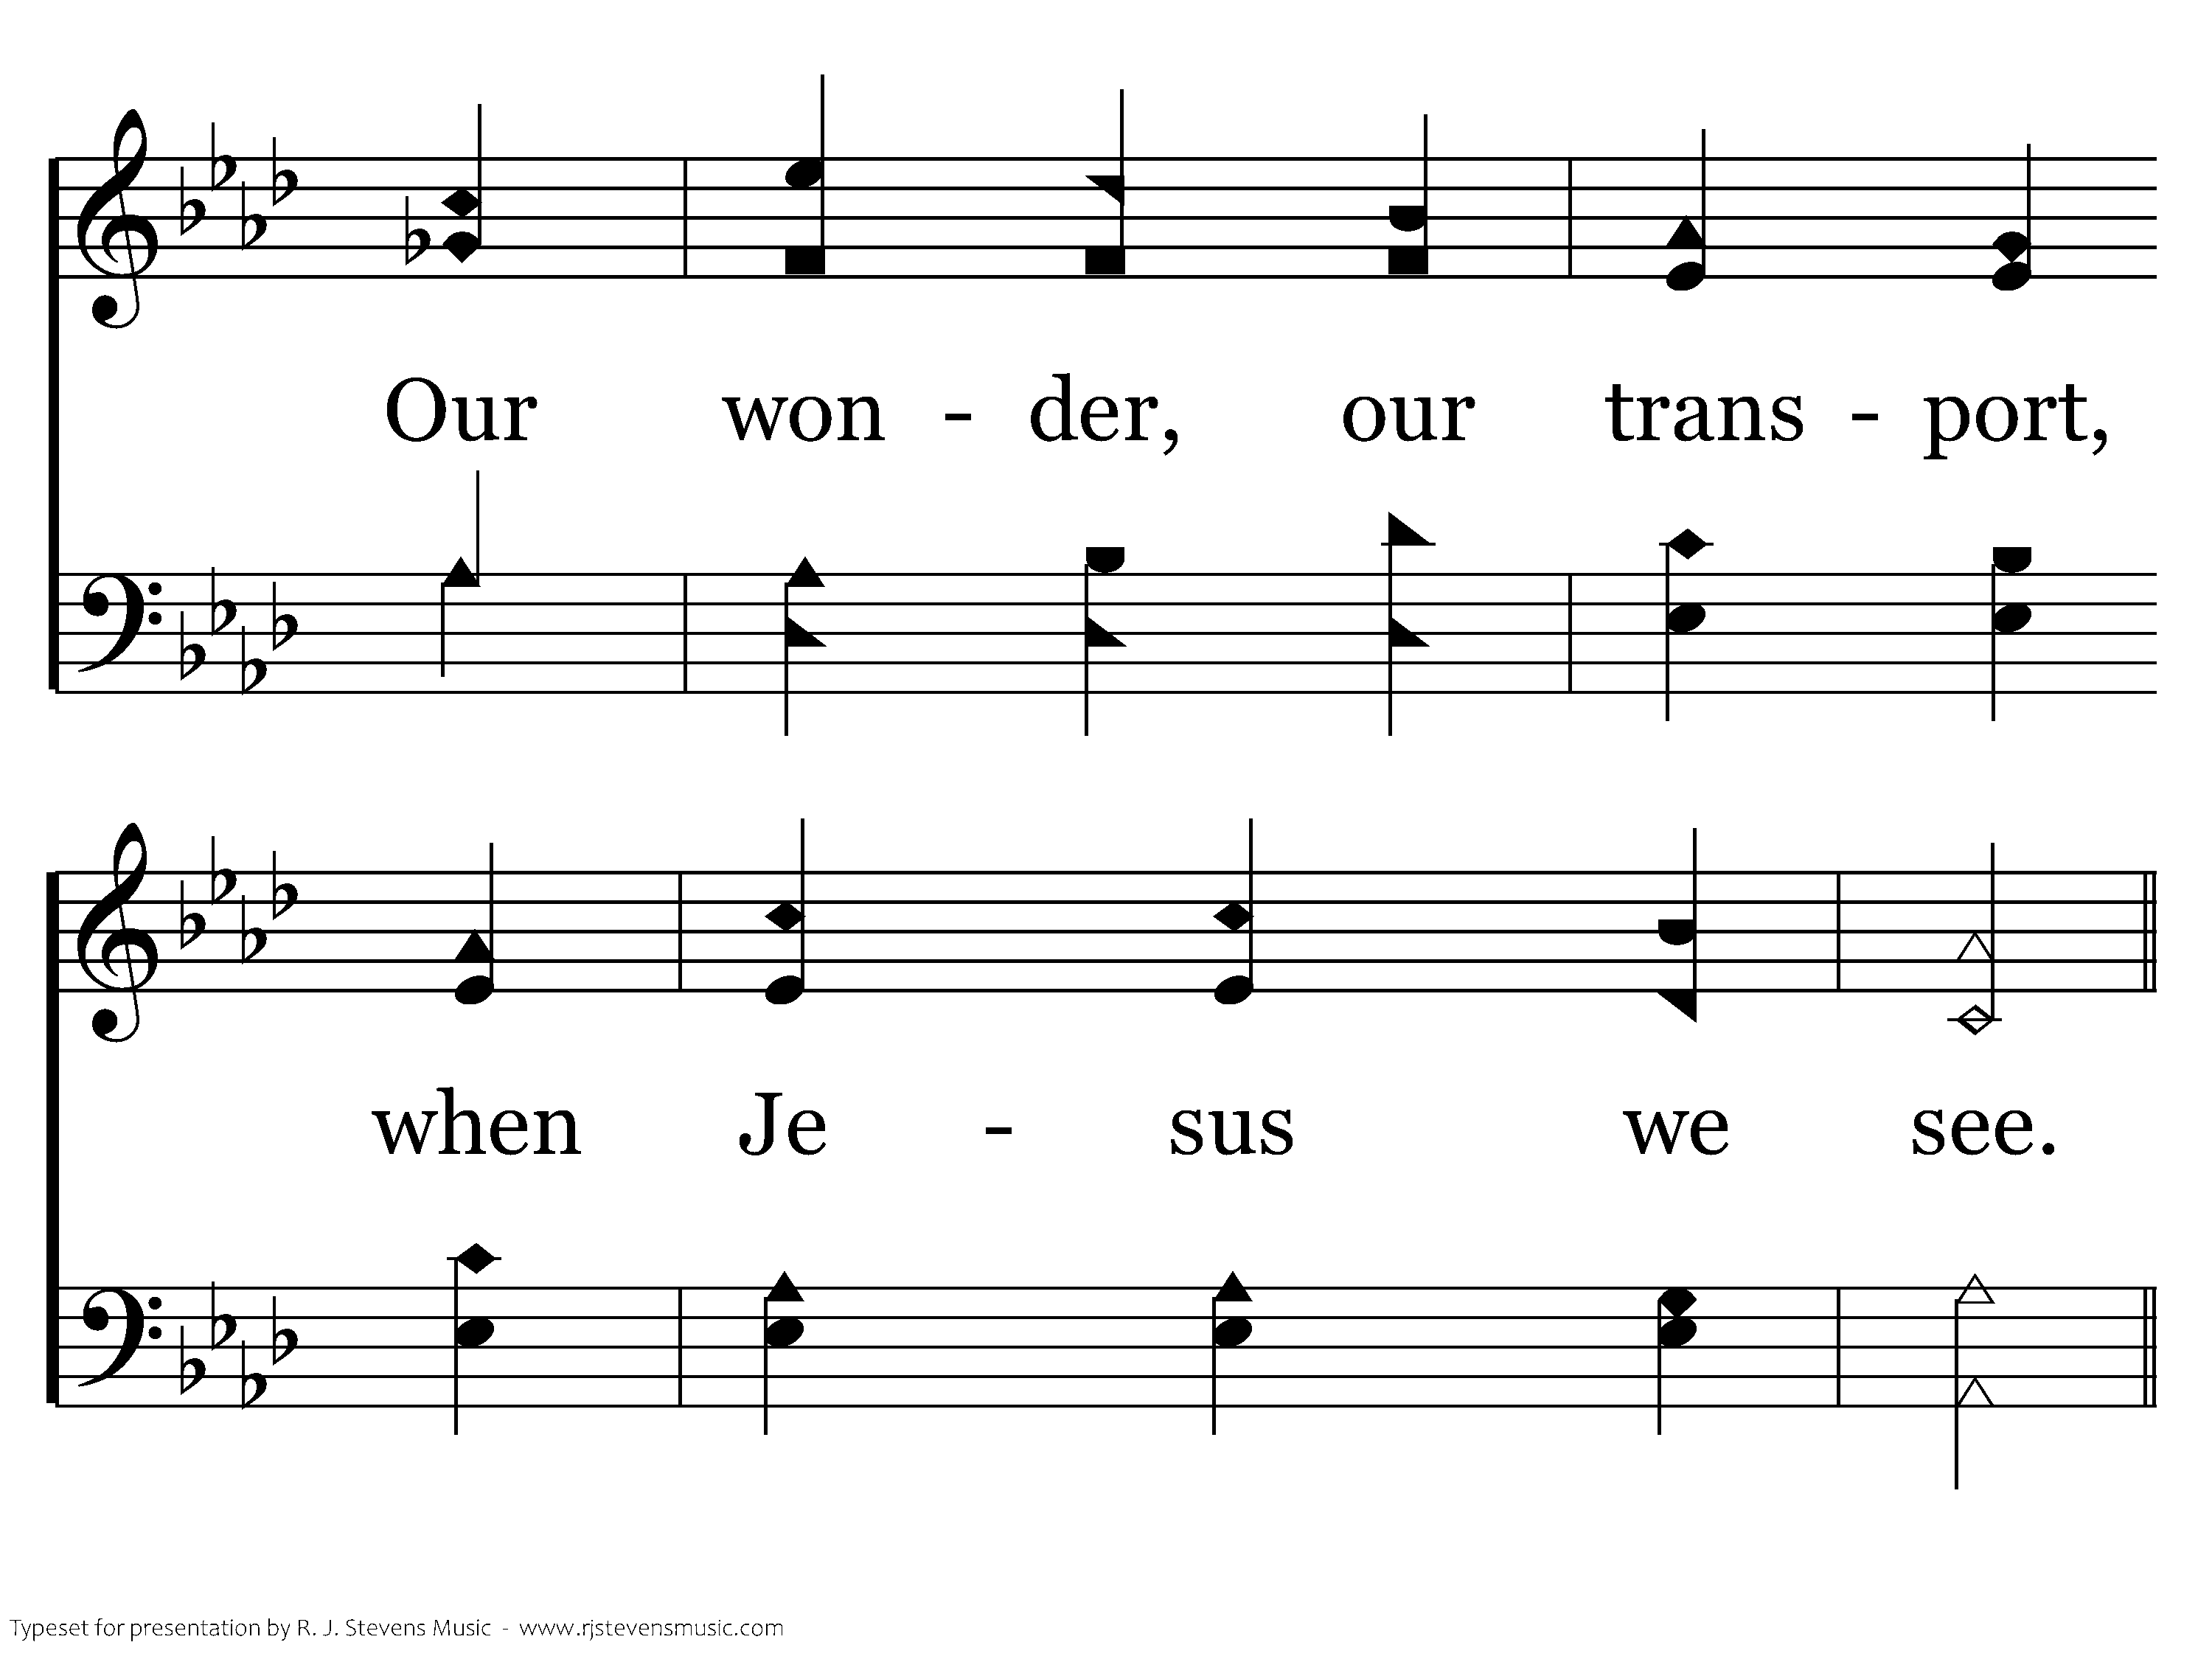 Our won - der, our trans - port,
when Je - sus we see.
Typeset for presentation by R. J. Stevens Music - www.rjstevensmusic.com